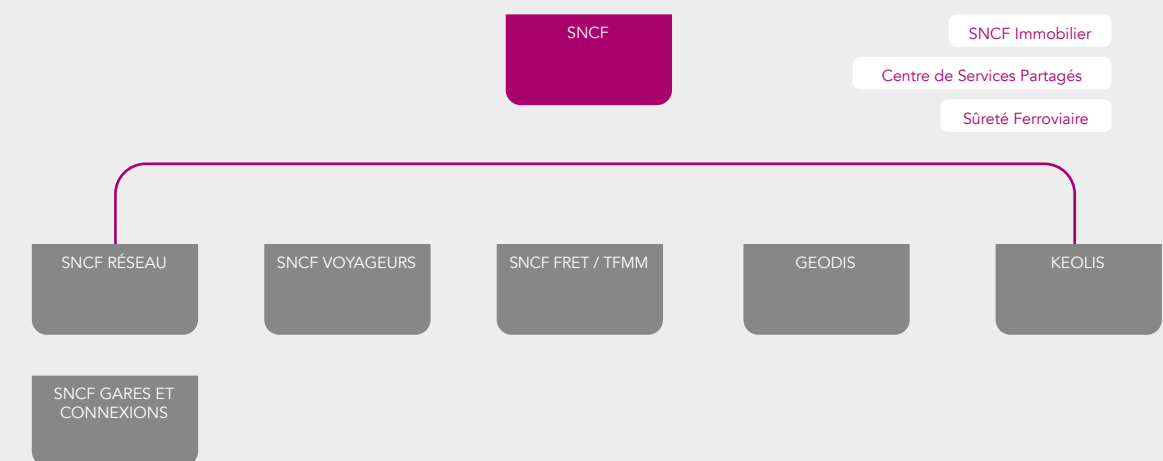 SNCF
SNCF Immobilier
Centre de Services Partagés
Sûreté Ferroviaire
SNCF RÉSEAU
SNCF VOYAGEURS
SNCF FRET / TFMM
GEODIS
KEOLIS
SNCF GARES ET
CONNEXIONS